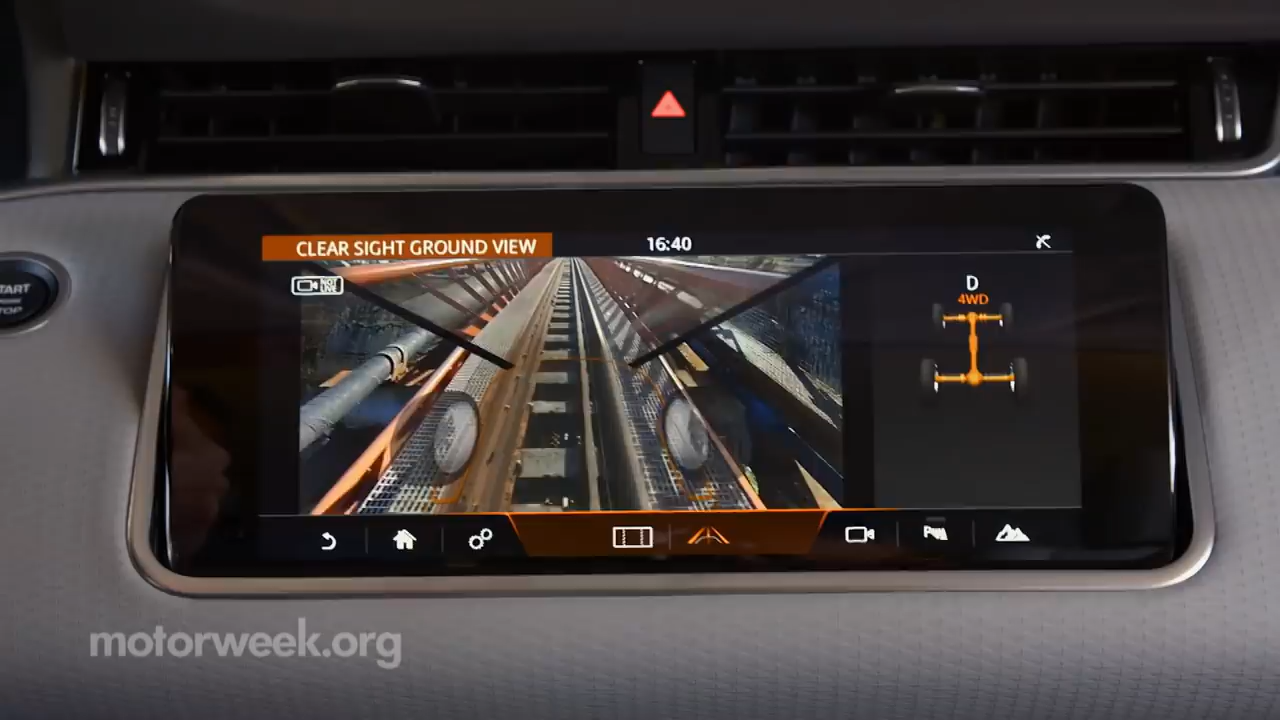 CLEAR SIGHT GROUND VIEW
16:40
NOT
LIVE
D
4WD
START
STOP
motorweek.org